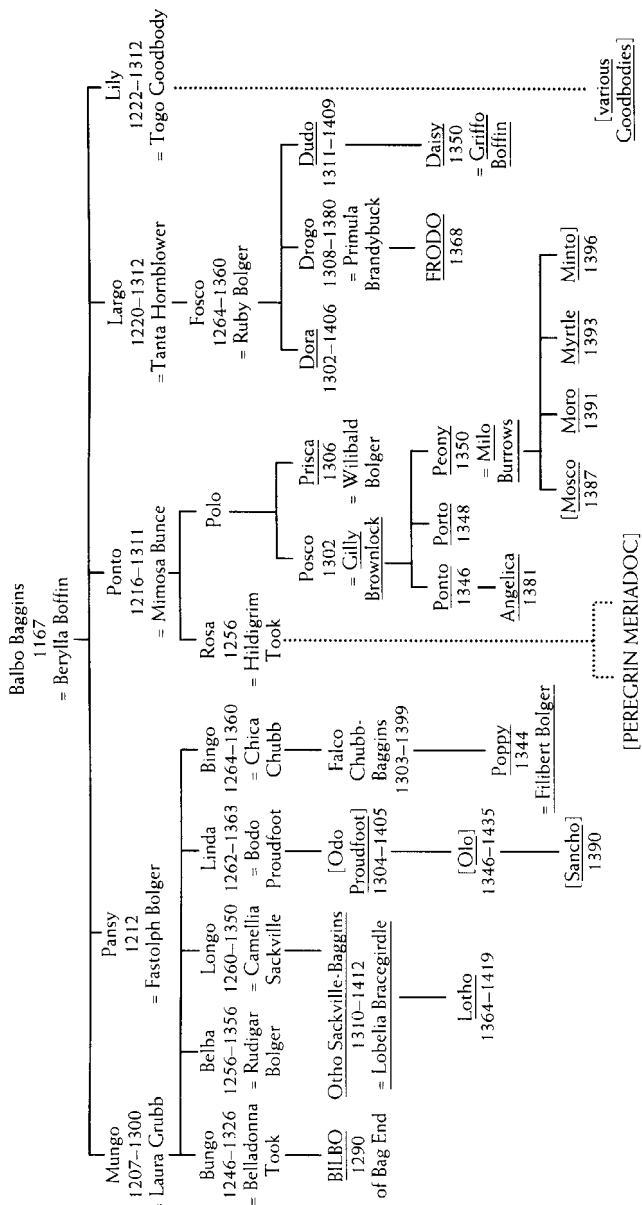 Balbo Baggins
1167
= Berylla Boffin
Mungo
1207–1300
= Laura Grubb
Pansy
1212
= Fastolph Bolger
Ponto
1216–1311
= Mimosa Bunce
Largo
1220–1312
=Tanta Hornblower
Lily
1222–1312
= Togo Goodbody
Bungo
1246–1326
= Belladonna
Took
Belba
1256–1356
= Rudigar
Bolger
Longo
1260–1350
= Camellia
Sackville
Linda
1262–1363
= Bodo
Proudfoot
Bingo
1264–1360
= Chica
Chubb
Rosa
1256
= Hildigrim
Took
Polo
Fosco
1264–1360
= Ruby Bolger
BILBO
1290
of Bag End
Otho Sackville-Baggins
1310–1412
= Lobelia Bracegirdle
[Odo
Proudfoot]
1304–1405
Falco
Chubb-
Baggins
1303–1399
Posco
1302
= Gilly
Brownlock
Prisca
1306
= Wilibald
Bolger
Dora
1302–1406
Drogo
1308–1380
= Primula
Brandybuck
Dudo
1311–1409
Lotho
1364–1419
[Olo]
1346–1435
Poppy
1344
= Filibert Bolger
Ponto
1346
Porto
1348
Peony
1350
= Milo
Burrows
FRODO
1368
Daisy
1350
= Griffo
Boffin
[Sancho]
1390
Angelica
1381
[Mosco
1387
Moro
1391
Myrtle
1393
Minto]
1396
[PEREGRIN MERIADOC]
[various
Goodbodies]